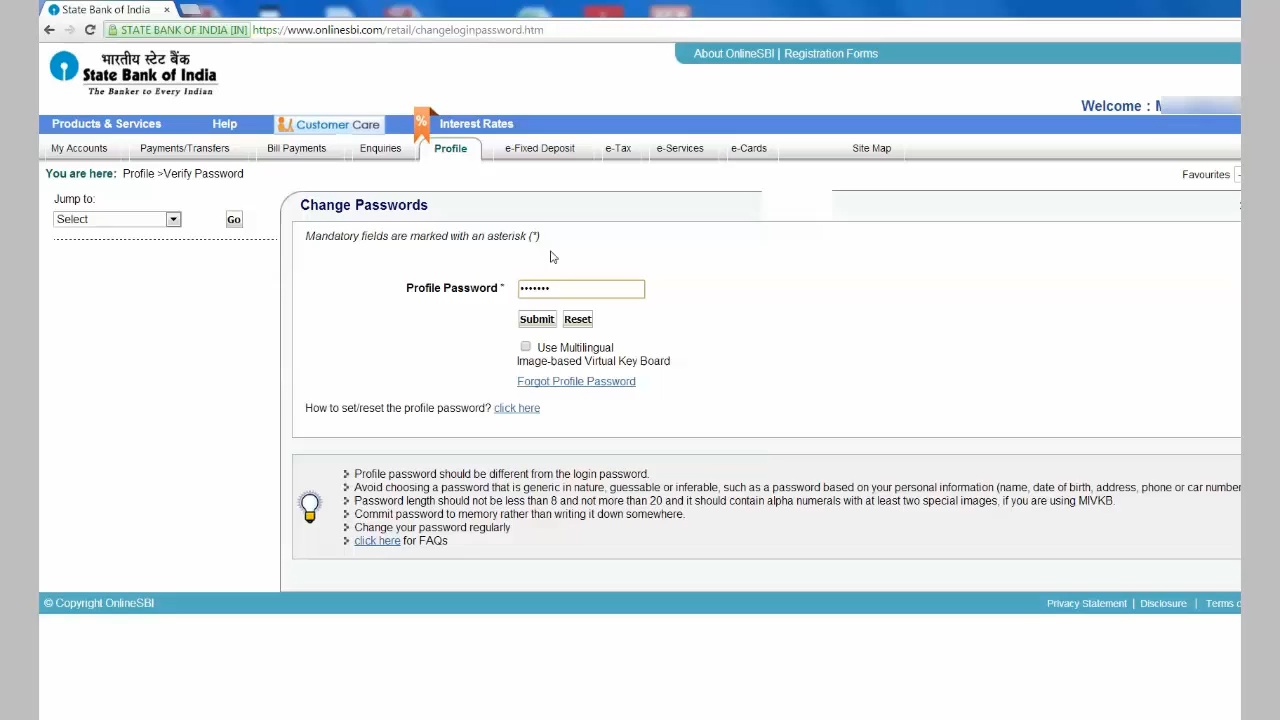 State Bank of India ×
STATE BANK OF INDIA [IN] https://www.onlinesbi.com/retail/changeloginpassword.htm
About OnlineSBI | Registration Forms
भारतीय स्टेट बैंक
State Bank of India
The Banker to Every Indian
Welcome :
Products & Services Help Customer Care % Interest Rates
My Accounts Payments/Transfers Bill Payments Enquiries Profile e-Fixed Deposit e-Tax e-Services e-Cards Site Map
You are here: Profile >Verify Password
Favourites
Jump to:
Select Go
Change Passwords
Mandatory fields are marked with an asterisk (*)
Profile Password * •••••••
Submit Reset
Use Multilingual
Image-based Virtual Key Board
Forgot Profile Password
How to set/reset the profile password? click here
Profile password should be different from the login password.
Avoid choosing a password that is generic in nature, guessable or inferable, such as a password based on your personal information (name, date of birth, address, phone or car number
Password length should not be less than 8 and not more than 20 and it should contain alpha numerals with at least two special images, if you are using MIVKB.
Commit password to memory rather than writing it down somewhere.
Change your password regularly
click here for FAQs
© Copyright OnlineSBI
Privacy Statement | Disclosure | Terms